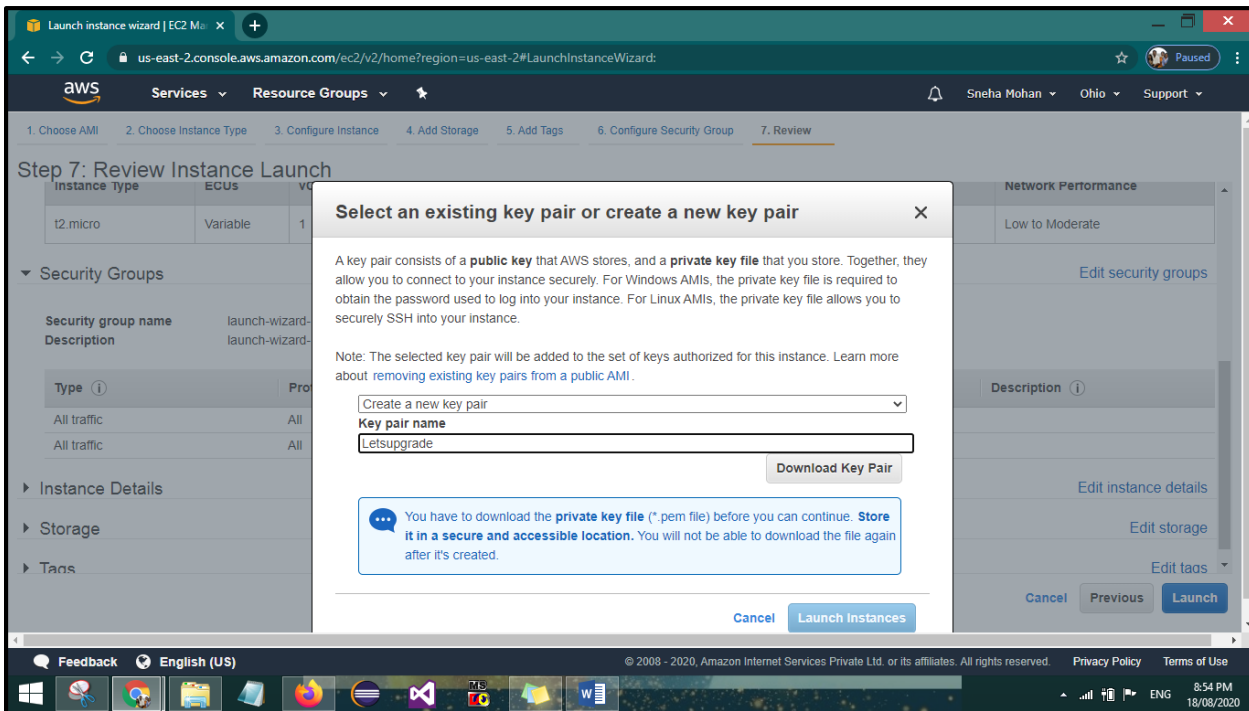 Launch instance wizard | EC2 Ma
us-east-2.console.aws.amazon.com/ec2/v2/home?region=us-east-2#LaunchInstanceWizard:
Paused
aws
Services
Resource Groups
Sneha Mohan
Ohio
Support
1. Choose AMI
2. Choose Instance Type
3. Configure Instance
4. Add Storage
5. Add Tags
6. Configure Security Group
7. Review
Step 7: Review Instance Launch
Instance Type
ECUs
Network Performance
t2.micro
Variable
1
Low to Moderate
Security Groups
Edit security groups
Security group name
launch-wizard-
Description
launch-wizard-
Type
Description
All traffic
All
All traffic
All
Instance Details
Edit instance details
Storage
Edit storage
Tags
Edit tags
Cancel
Previous
Launch
Select an existing key pair or create a new key pair
A key pair consists of a public key that AWS stores, and a private key file that you store. Together, they
allow you to connect to your instance securely. For Windows AMIs, the private key file is required to
obtain the password used to log into your instance. For Linux AMIs, the private key file allows you to
securely SSH into your instance.
Note: The selected key pair will be added to the set of keys authorized for this instance. Learn more
about removing existing key pairs from a public AMI.
Create a new key pair
Key pair name
Letsupgrade
Download Key Pair
You have to download the private key file (*.pem file) before you can continue. Store
it in a secure and accessible location. You will not be able to download the file again
after it's created.
Cancel
Launch Instances
Feedback
English (US)
© 2008 - 2020, Amazon Internet Services Private Ltd. or its affiliates. All rights reserved.
Privacy Policy
Terms of Use
ENG
8:54 PM
18/08/2020